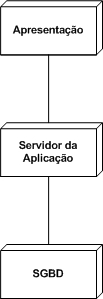 Apresentação
Servidor da
Aplicação
SGBD